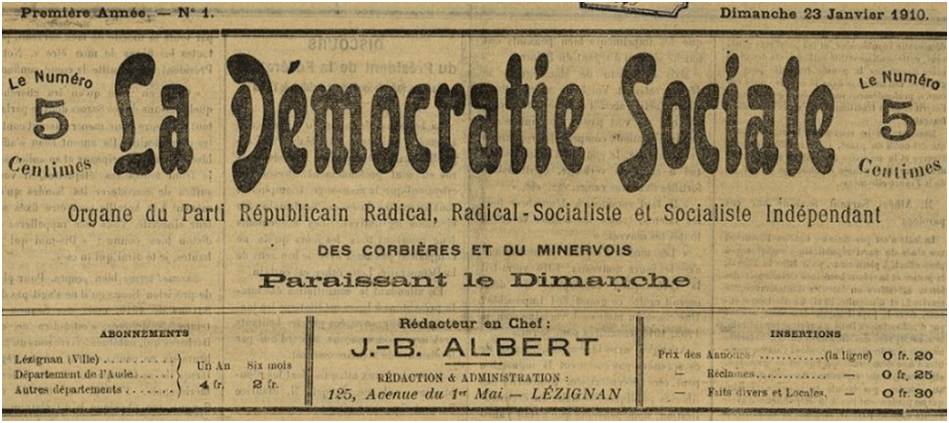 Première Année. — N° 1.
Dimanche 23 Janvier 1910.
Le Numéro
5
Centimes
La Démocratie Sociale
Le Numéro
5
Centimes
Organe du Parti Républicain Radical, Radical-Socialiste et Socialiste Indépendant
DES CORBIÈRES ET DU MINERVOIS
Paraissant le Dimanche
ABONNEMENTS
Un An Six mois
Lézignan (Ville)
Département de l'Aude
Autres départements
4 fr. 2 fr.
Rédacteur en Chef :
J.-B. ALBERT
RÉDACTION & ADMINISTRATION :
125, Avenue du 1er Mai — LÉZIGNAN
INSERTIONS
Prix des Annonces (la ligne) 0 fr. 20
— Réclames — 0 fr. 25
— Faits divers et Locales. — 0 fr. 30